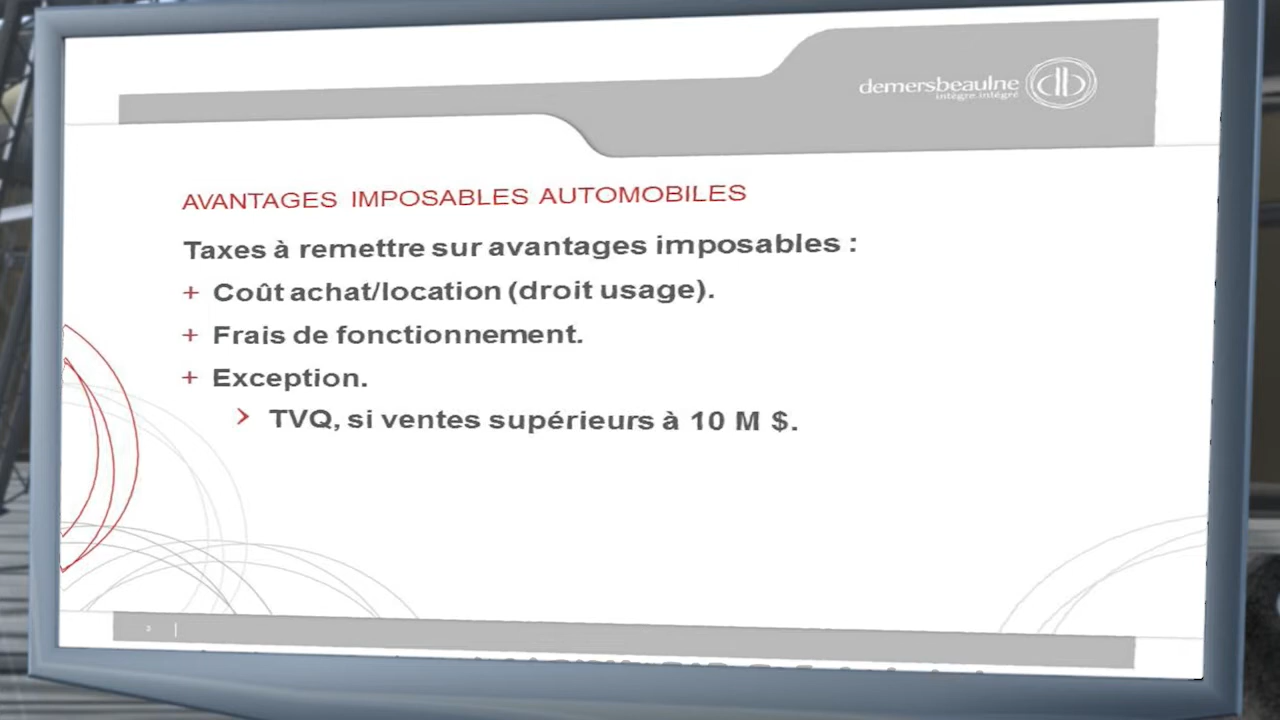 demersbeaulne
intègre.intégré
AVANTAGES IMPOSABLES AUTOMOBILES
Taxes à remettre sur avantages imposables :
+ Coût achat/location (droit usage).
+ Frais de fonctionnement.
+ Exception.
> TVQ, si ventes supérieurs à 10 M $.
3